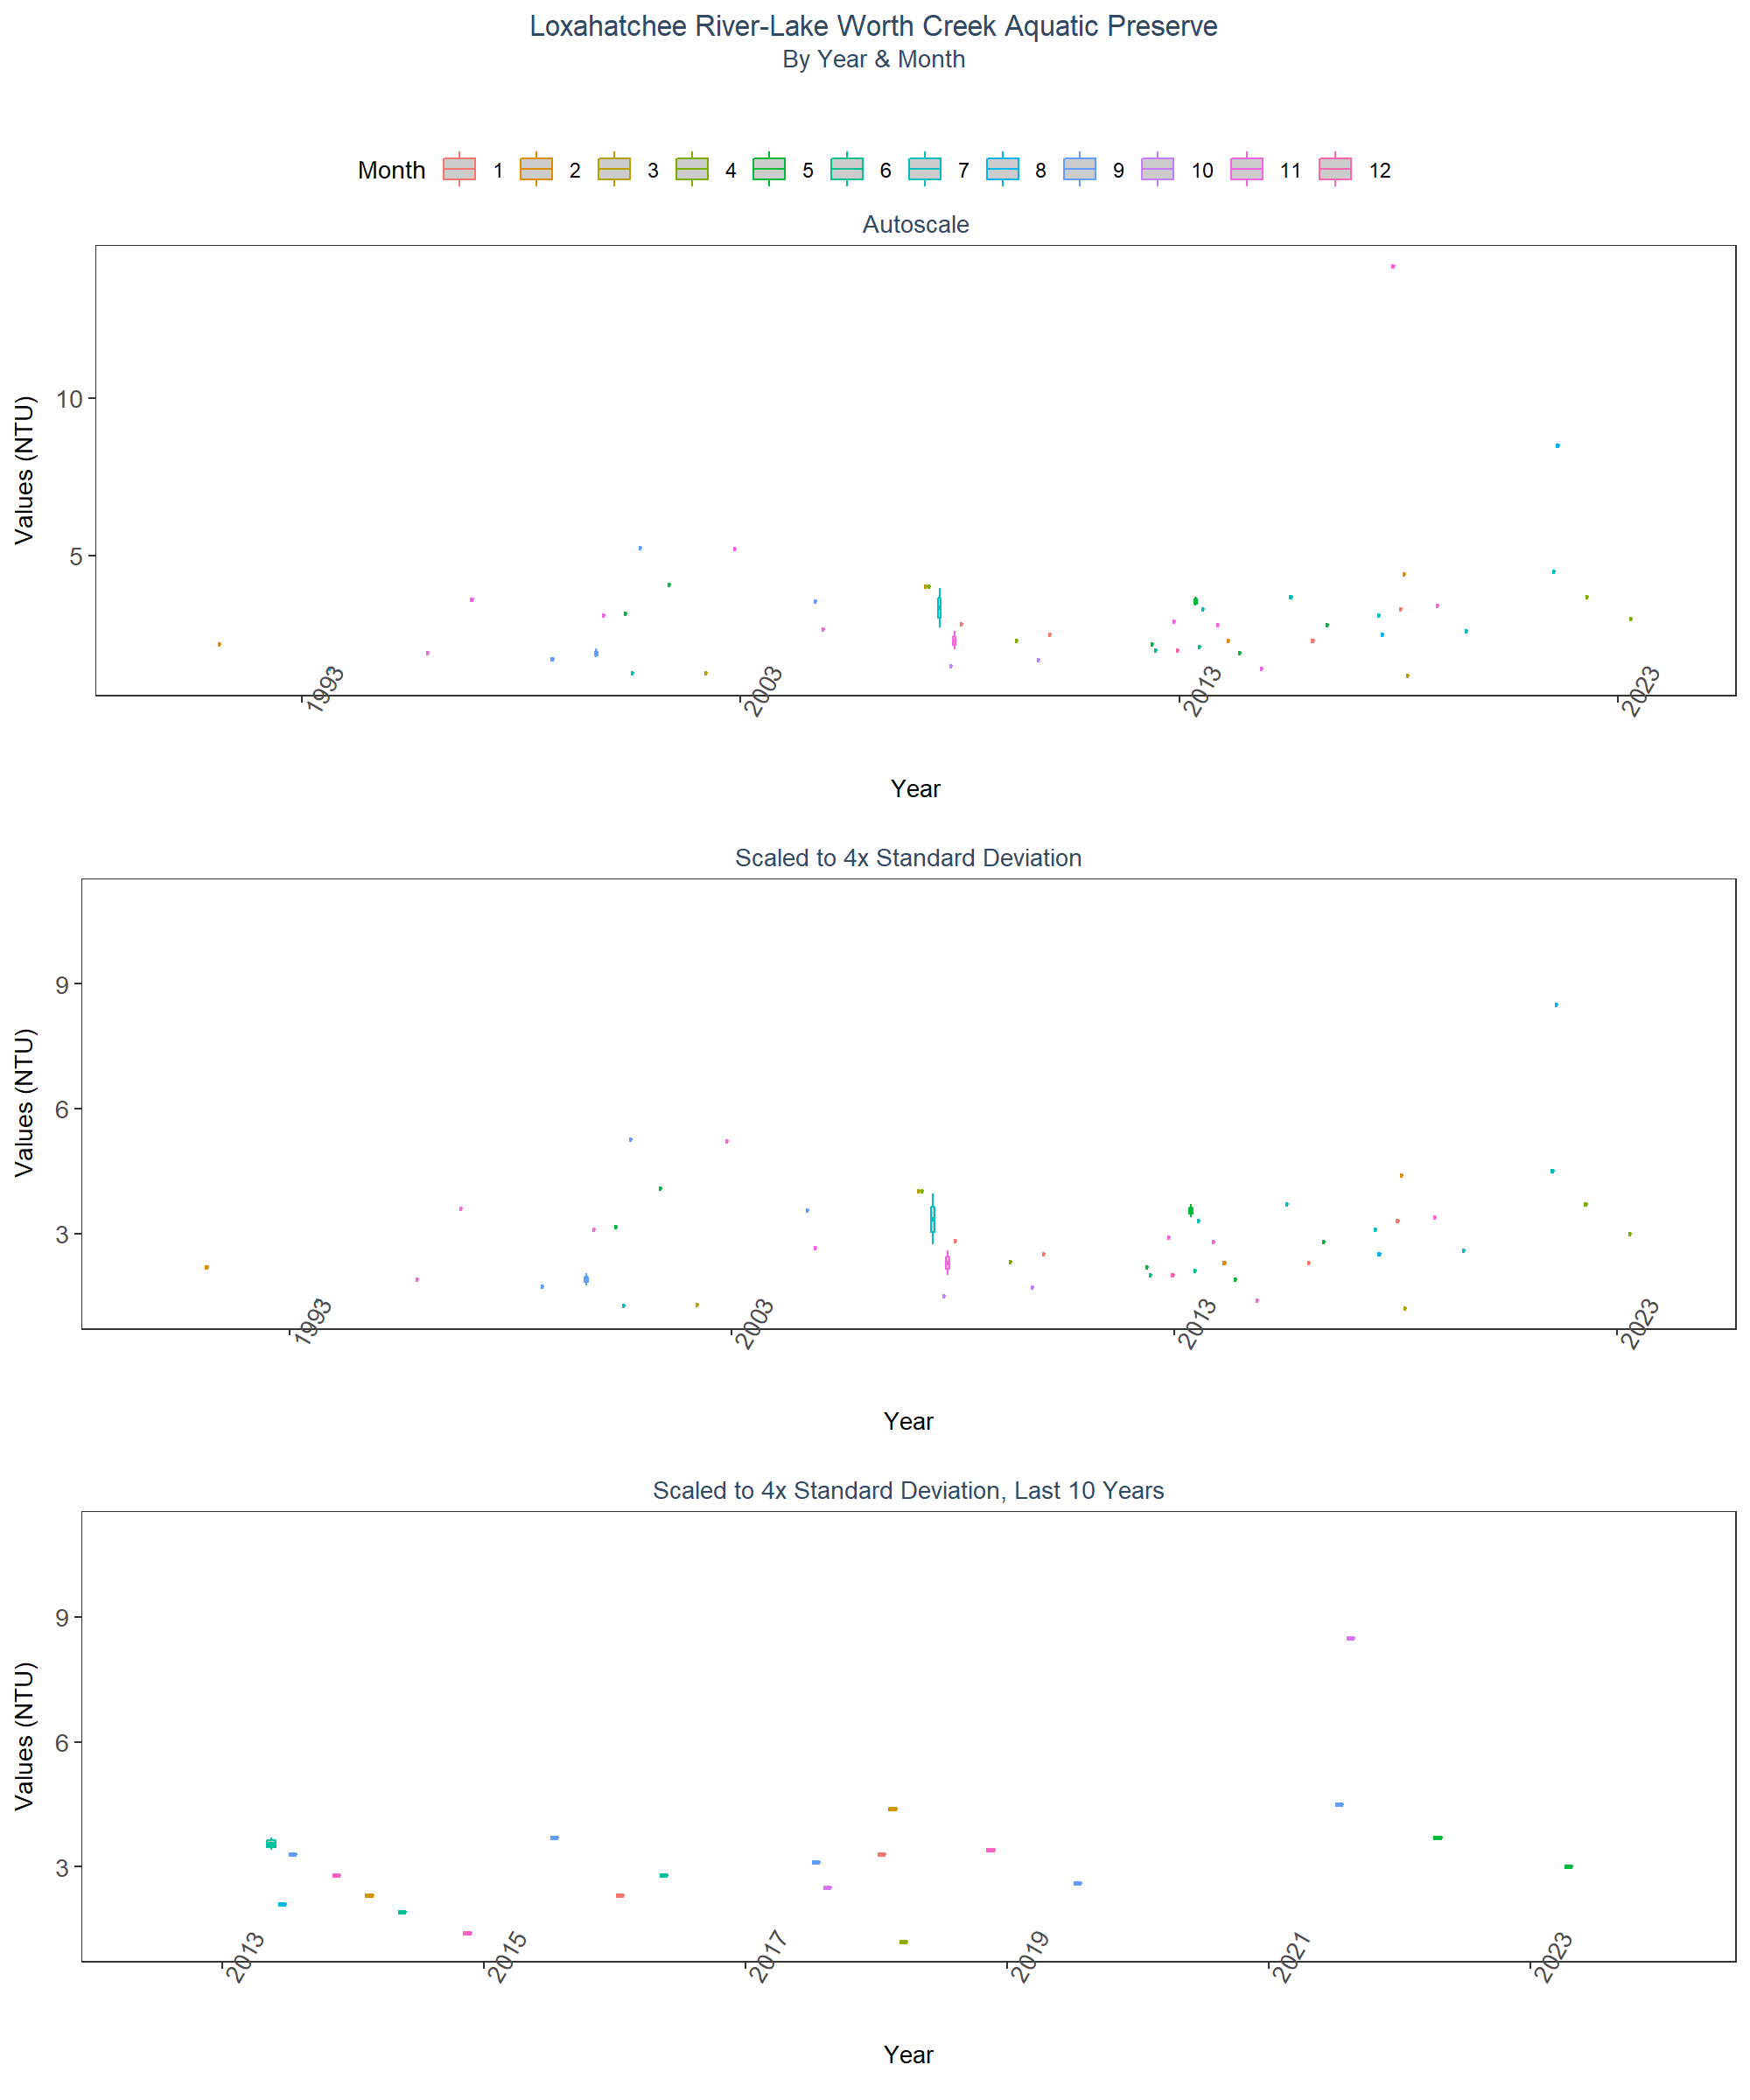 Loxahatchee River-Lake Worth Creek Aquatic Preserve
By Year & Month
Month 1 2 3 4 5 6 7 8 9 10 11 12
Autoscale
Values (NTU)
10
5
1993 2003 2013 2023
Year
Scaled to 4x Standard Deviation
Values (NTU)
9
6
3
1993 2003 2013 2023
Year
Scaled to 4x Standard Deviation, Last 10 Years
Values (NTU)
9
6
3
2013 2015 2017 2019 2021 2023
Year